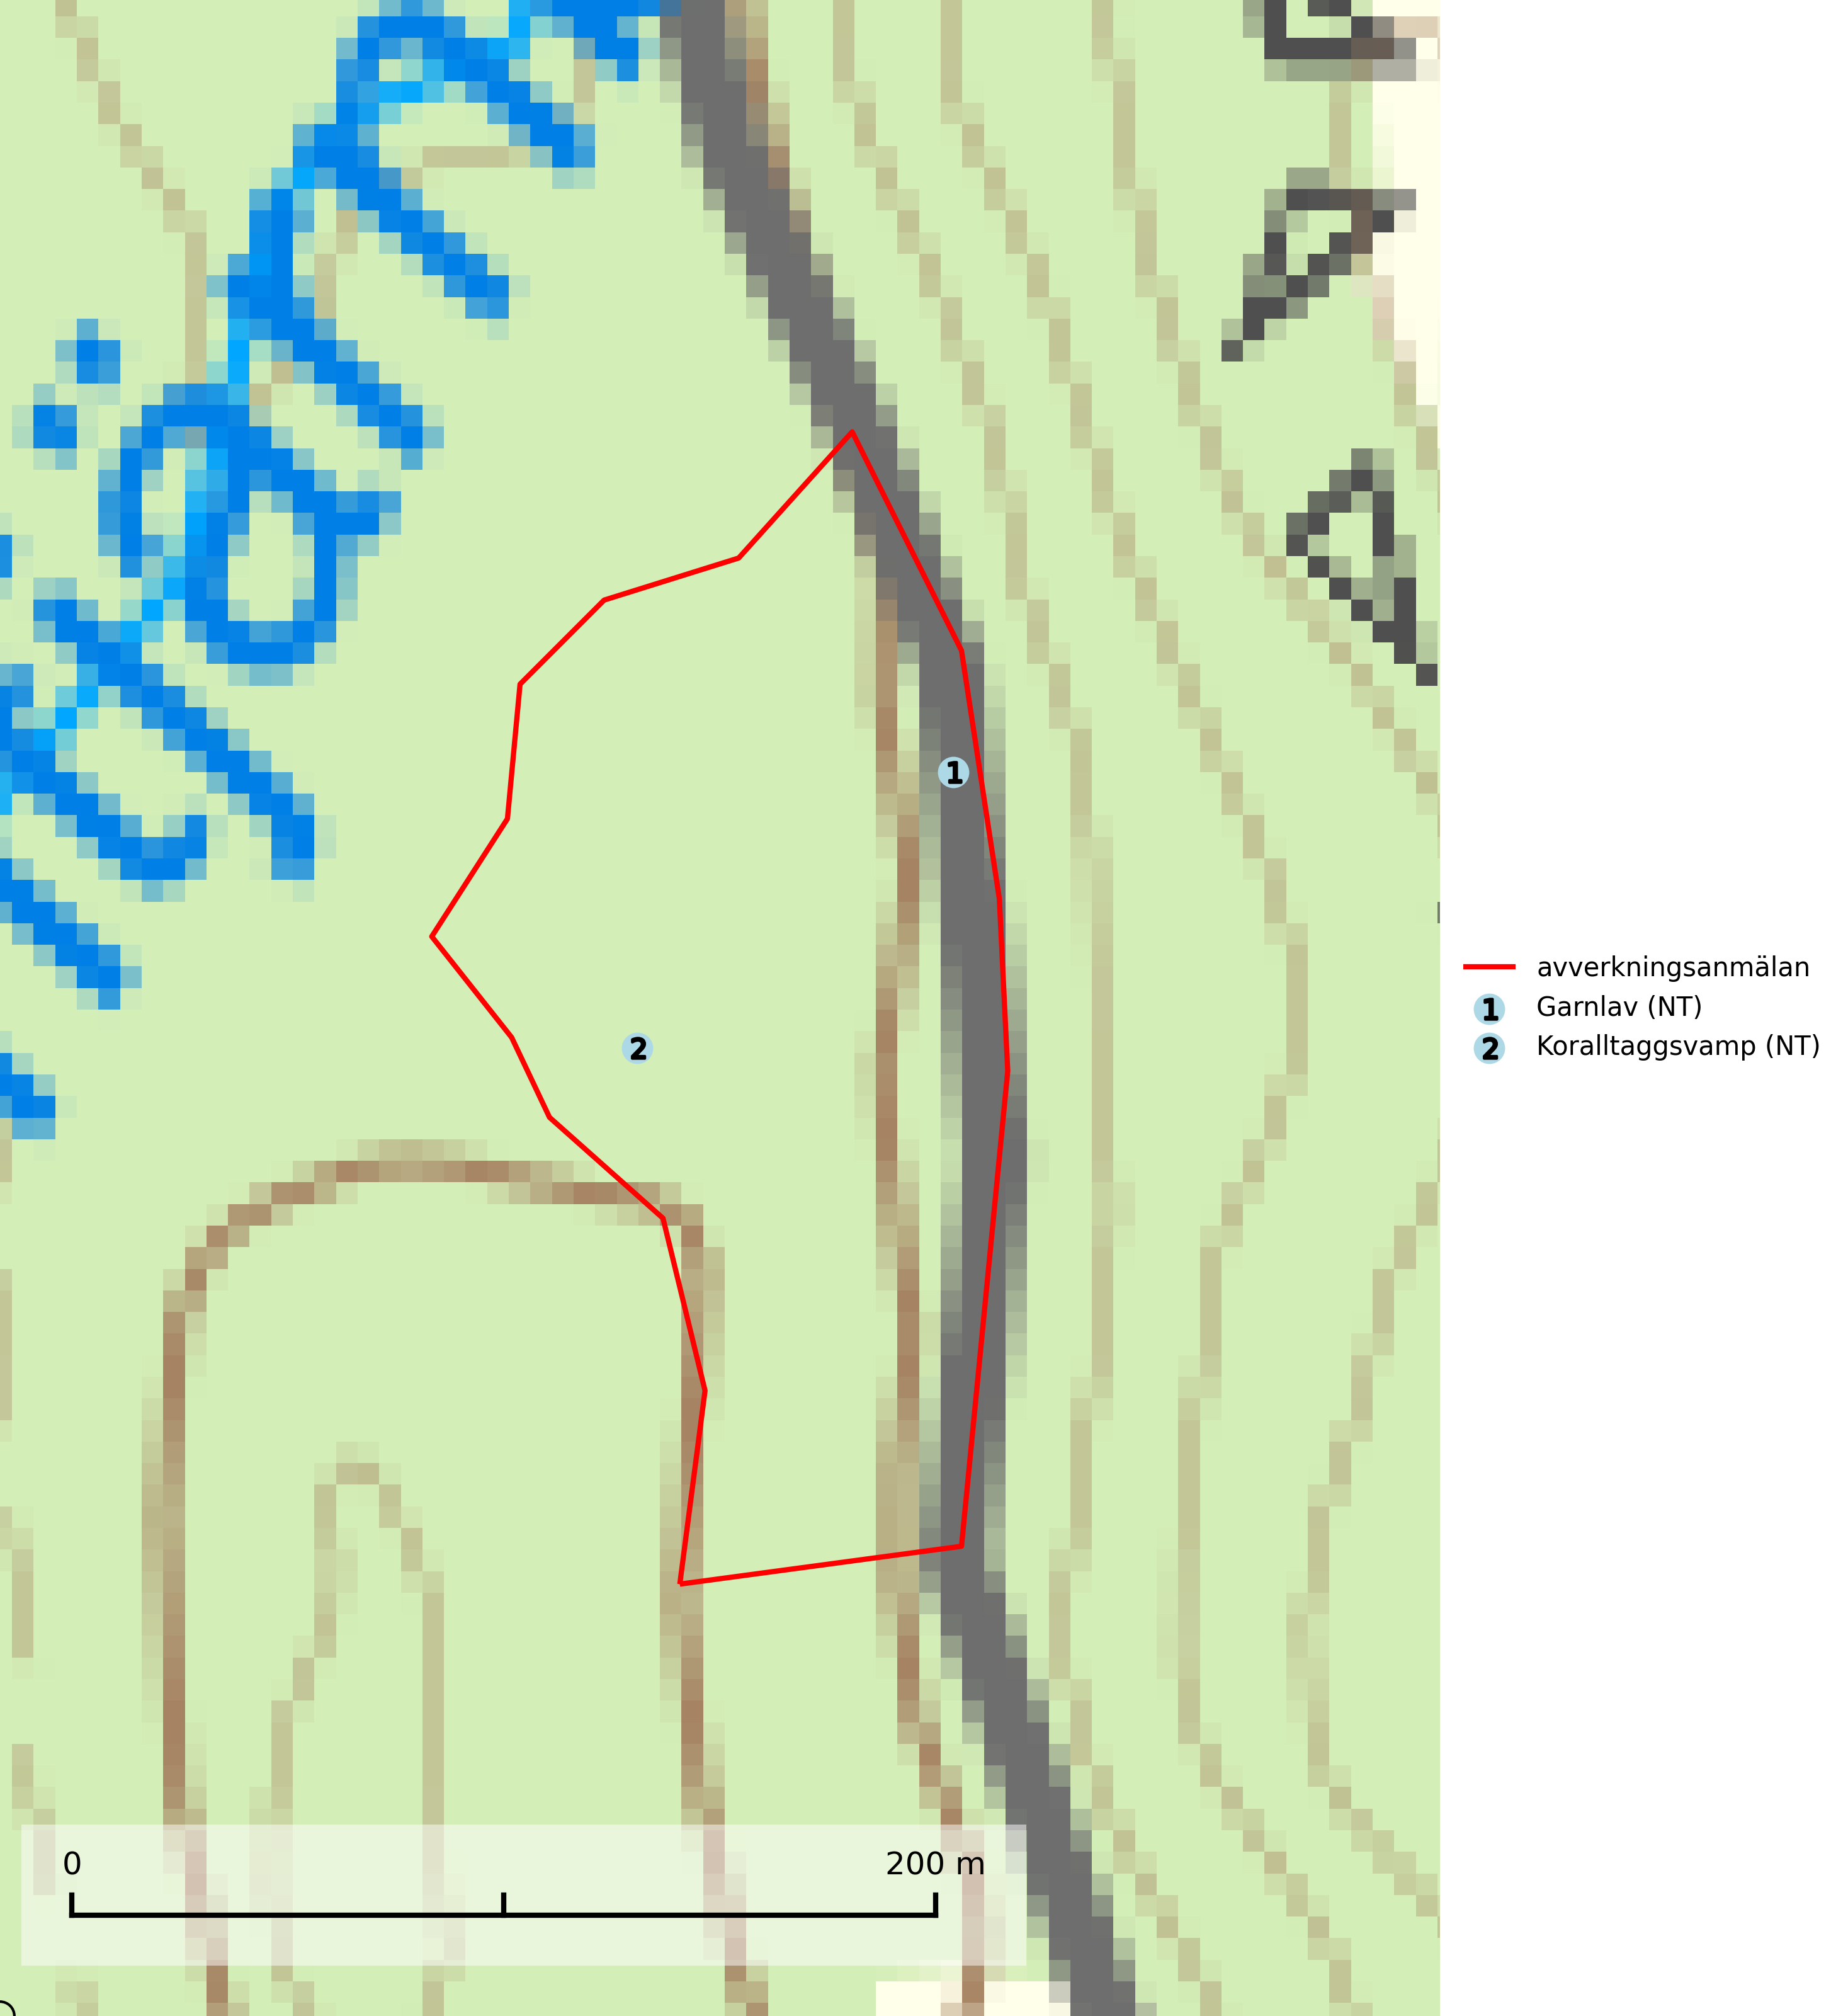 1
2
avverkningsanmälan
1 Garnlav (NT)
2 Koralltaggsvamp (NT)
0 200 m